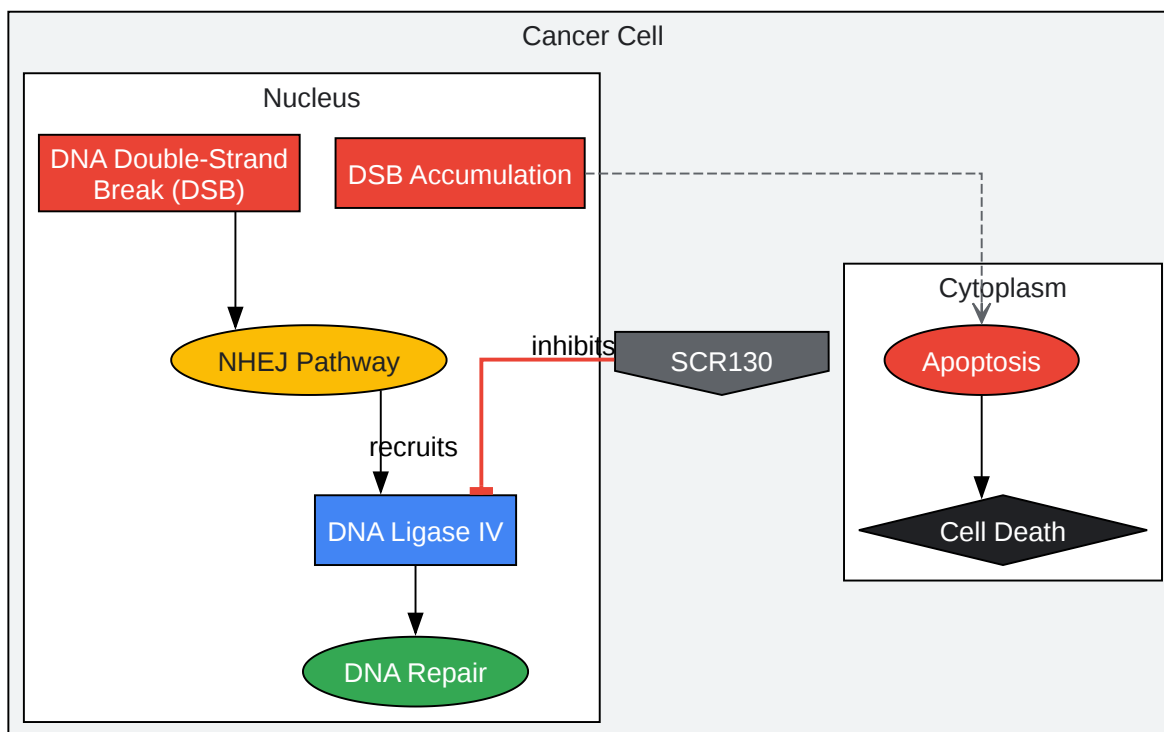 Cancer Cell
Nucleus
DNA Double-Strand
Break (DSB)
DSB Accumulation
Cytoplasm
NHEJ Pathway
inhibits
SCR130
Apoptosis
recruits
DNA Ligase IV
Cell Death
DNA Repair